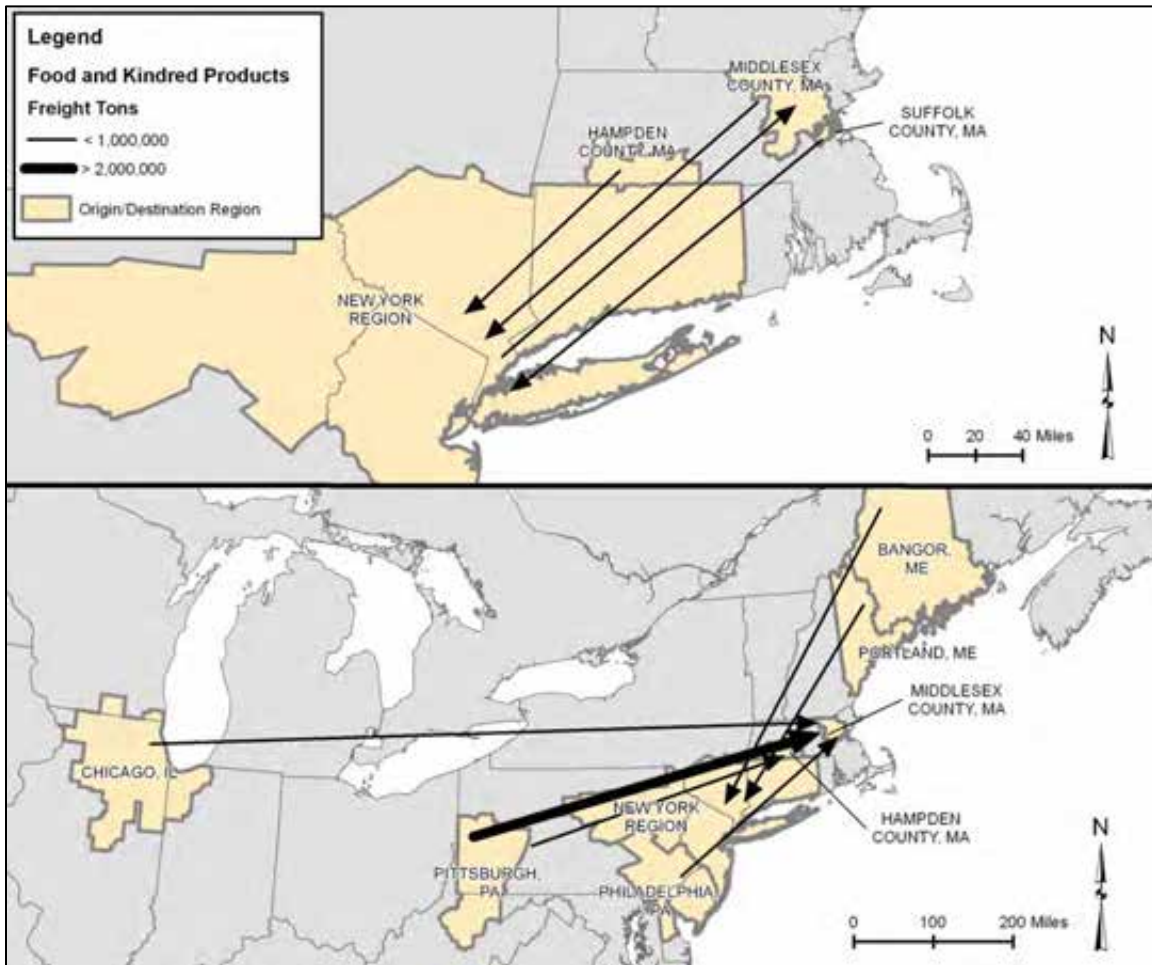 Legend
Food and Kindred Products
Freight Tons
< 1,000,000
> 2,000,000
Origin/Destination Region
MIDDLESEX
COUNTY, MA
SUFFOLK
COUNTY, MA
HAMPDEN
COUNTY, MA
NEW YORK
REGION
N
0 20 40 Miles
BANGOR,
ME
PORTLAND, ME
MIDDLESEX
COUNTY, MA
CHICAGO, IL
NEW YORK
REGION
HAMPDEN
COUNTY, MA
PITTSBURGH,
PA
PHILADELPHIA,
PA
N
0 100 200 Miles